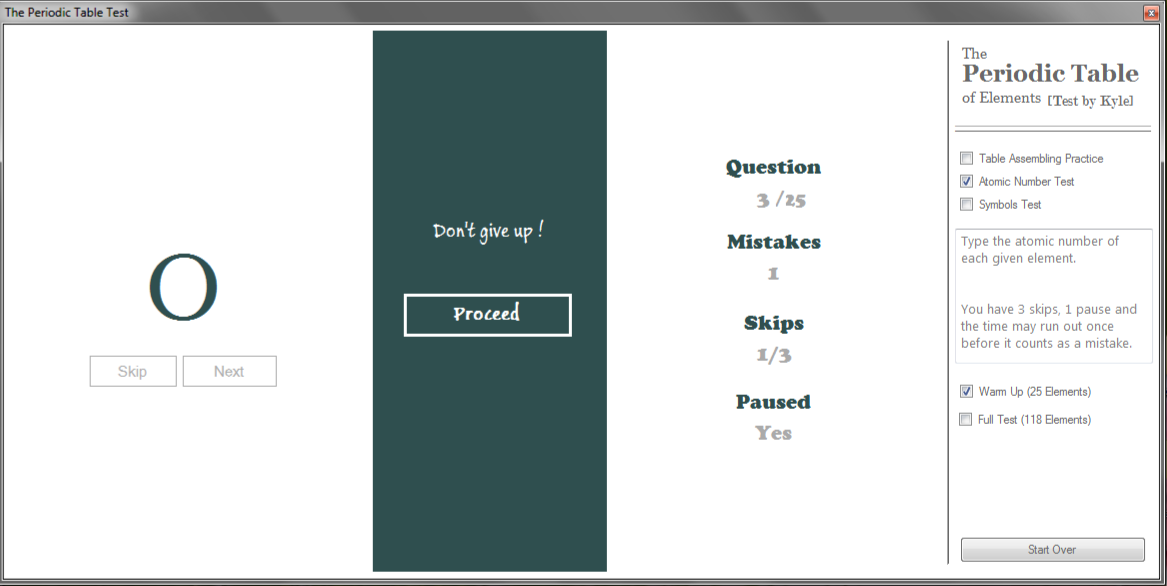 The Periodic Table Test
O
Skip
Next
Don't give up !
Proceed
Question
3 /25
Mistakes
1
Skips
1/3
Paused
Yes
The
Periodic Table
of Elements [Test by Kyle]
Table Assembling Practice
Atomic Number Test
Symbols Test
Type the atomic number of
each given element.
You have 3 skips, 1 pause and
the time may run out once
before it counts as a mistake.
Warm Up (25 Elements)
Full Test (118 Elements)
Start Over